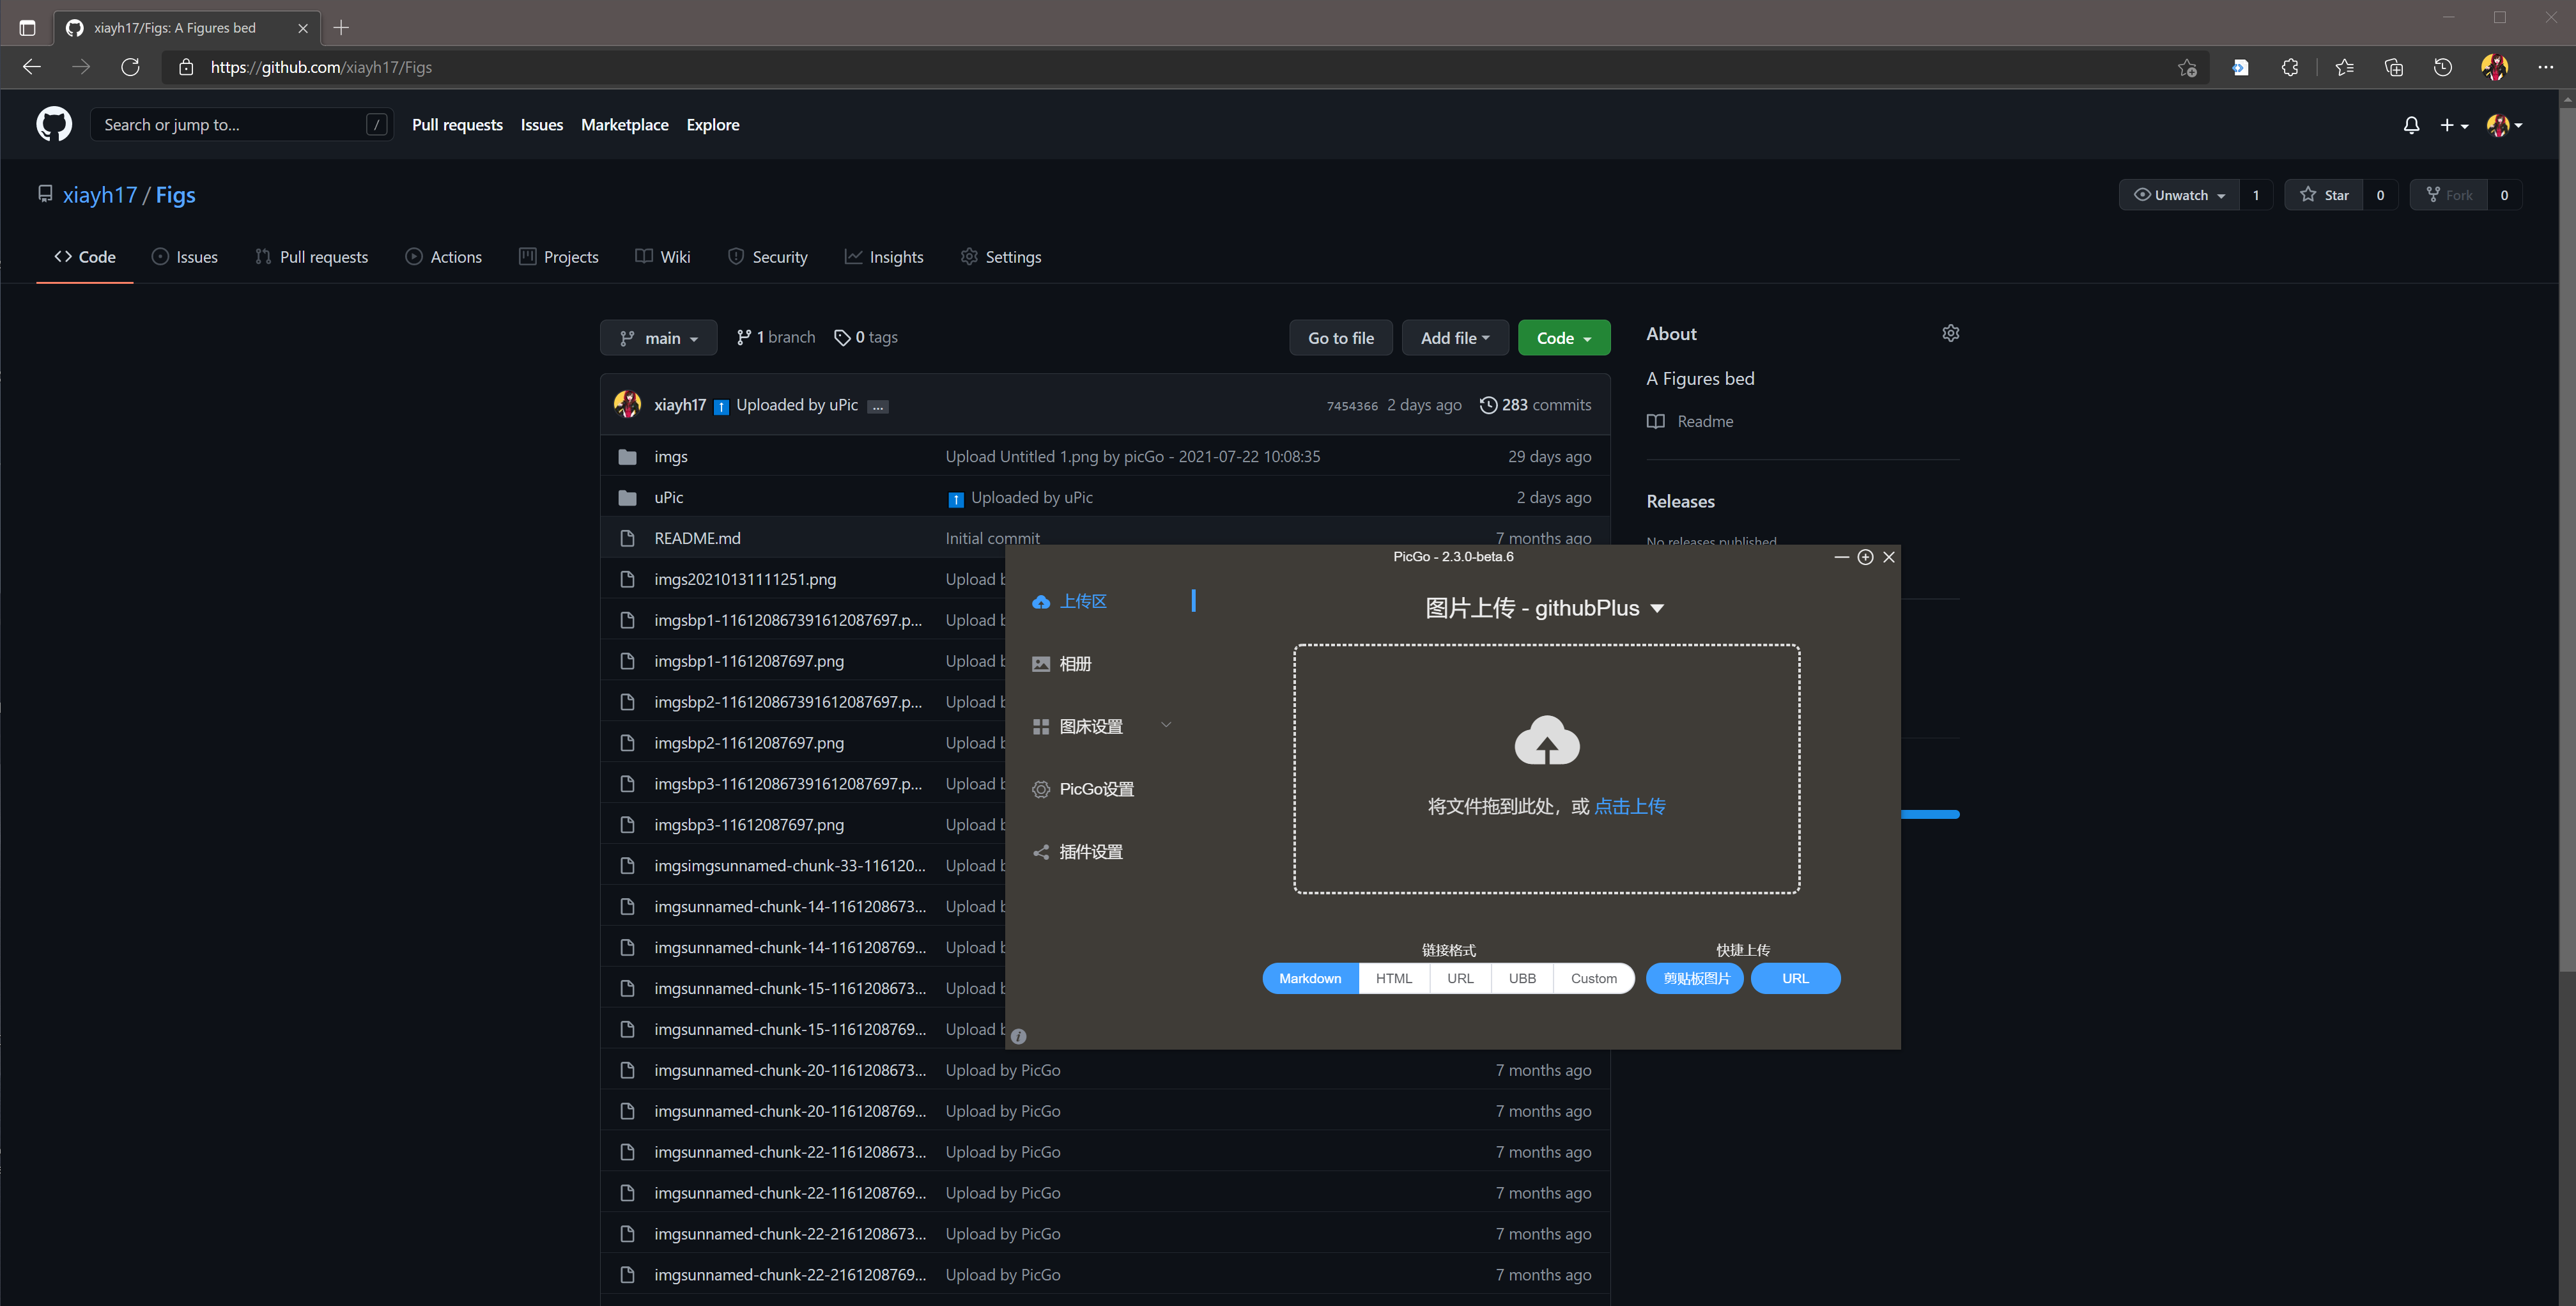 xiayh17/Figs: A Figures bed
https://github.com/xiayh17/Figs
Search or jump to... /
Pull requests Issues Marketplace Explore
xiayh17 / Figs
Unwatch 1 Star 0 Fork 0
Code Issues Pull requests Actions Projects Wiki Security Insights Settings
main 1 branch 0 tags Go to file Add file Code
About
A Figures bed
Readme
Releases
No releases published
xiayh17 Uploaded by uPic ... 7454366 2 days ago 283 commits
imgs Upload Untitled 1.png by picGo - 2021-07-22 10:08:35 29 days ago
uPic Uploaded by uPic 2 days ago
README.md Initial commit 7 months ago
imgs20210131111251.png Upload
imgsbp1-116120867391612087697.p... Upload
imgsbp1-11612087697.png Upload
imgsbp2-116120867391612087697.p... Upload
imgsbp2-11612087697.png Upload
imgsbp3-116120867391612087697.p... Upload
imgsbp3-11612087697.png Upload
imgsimgsunnamed-chunk-33-116120... Upload
imgsunnamed-chunk-14-1161208673... Upload
imgsunnamed-chunk-14-1161208769... Upload
imgsunnamed-chunk-15-1161208673... Upload
imgsunnamed-chunk-15-1161208769... Upload
imgsunnamed-chunk-20-1161208673... Upload by PicGo 7 months ago
imgsunnamed-chunk-20-1161208769... Upload by PicGo 7 months ago
imgsunnamed-chunk-22-1161208673... Upload by PicGo 7 months ago
imgsunnamed-chunk-22-1161208769... Upload by PicGo 7 months ago
imgsunnamed-chunk-22-2161208673... Upload by PicGo 7 months ago
imgsunnamed-chunk-22-2161208769... Upload by PicGo 7 months ago
PicGo - 2.3.0-beta.6
上传区
相册
图床设置
PicGo设置
插件设置
图片上传 - githubPlus
将文件拖到此处，或 点击上传
链接格式 快捷上传
Markdown HTML URL UBB Custom 剪贴板图片 URL